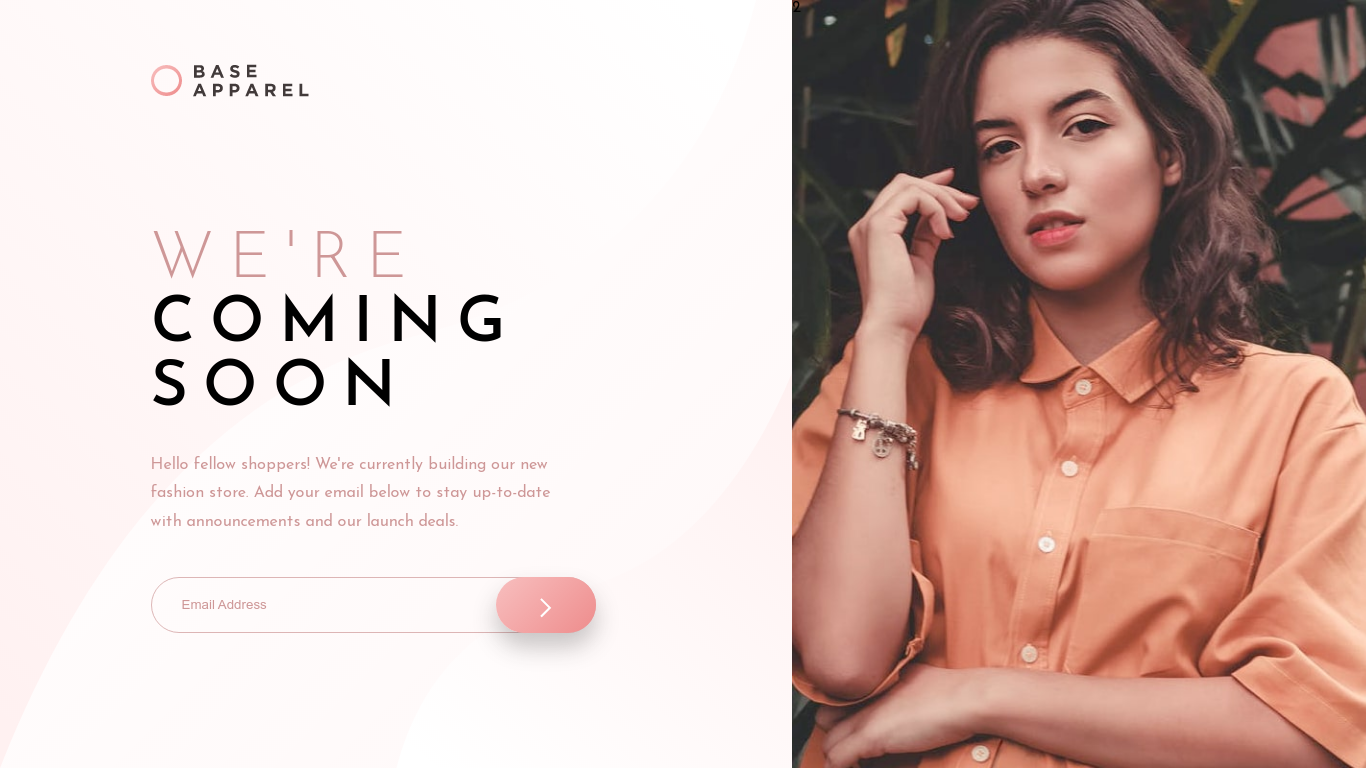 BASE
APPAREL
WE'RE
COMING
SOON
Hello fellow shoppers! We're currently building our new
fashion store. Add your email below to stay up-to-date
with announcements and our launch deals.
Email Address
2